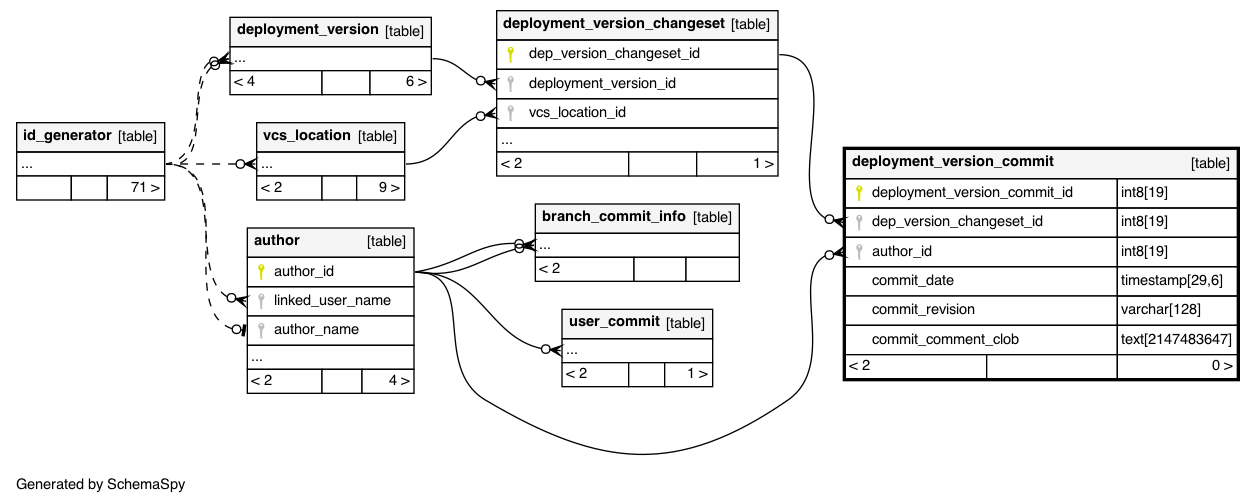 deployment_version [table]
...
< 4 6 >
deployment_version_changeset [table]
dep_version_changeset_id
deployment_version_id
vcs_location_id
...
< 2 1 >
id_generator [table]
...
71 >
vcs_location [table]
...
< 2 9 >
author [table]
author_id
linked_user_name
author_name
...
< 2 4 >
branch_commit_info [table]
...
< 2
user_commit [table]
...
< 2 1 >
deployment_version_commit [table]
deployment_version_commit_id int8[19]
dep_version_changeset_id int8[19]
author_id int8[19]
commit_date timestamp[29,6]
commit_revision varchar[128]
commit_comment_clob text[2147483647]
< 2 0 >
Generated by SchemaSpy